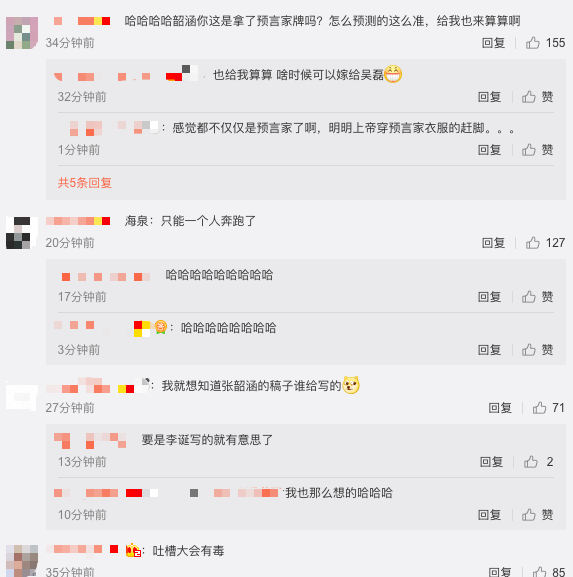 哈哈哈哈韶涵你这是拿了预言家牌吗？怎么预测的这么准，给我也来算算啊
34分钟前 回复 155
也给我算算 啥时候可以嫁给吴磊
32分钟前 回复 赞
：感觉都不仅仅是预言家了啊，明明上帝穿预言家衣服的赶脚。。。
1分钟前 回复 赞
共5条回复
海泉：只能一个人奔跑了
20分钟前 回复 127
哈哈哈哈哈哈哈哈哈
17分钟前 回复 赞
：哈哈哈哈哈哈哈哈
3分钟前 回复 赞
：我就想知道张韶涵的稿子谁给写的
27分钟前 回复 71
要是李诞写的就有意思了
13分钟前 回复 2
我也那么想的哈哈哈
10分钟前 回复 赞
：吐槽大会有毒
35分钟前 回复 85